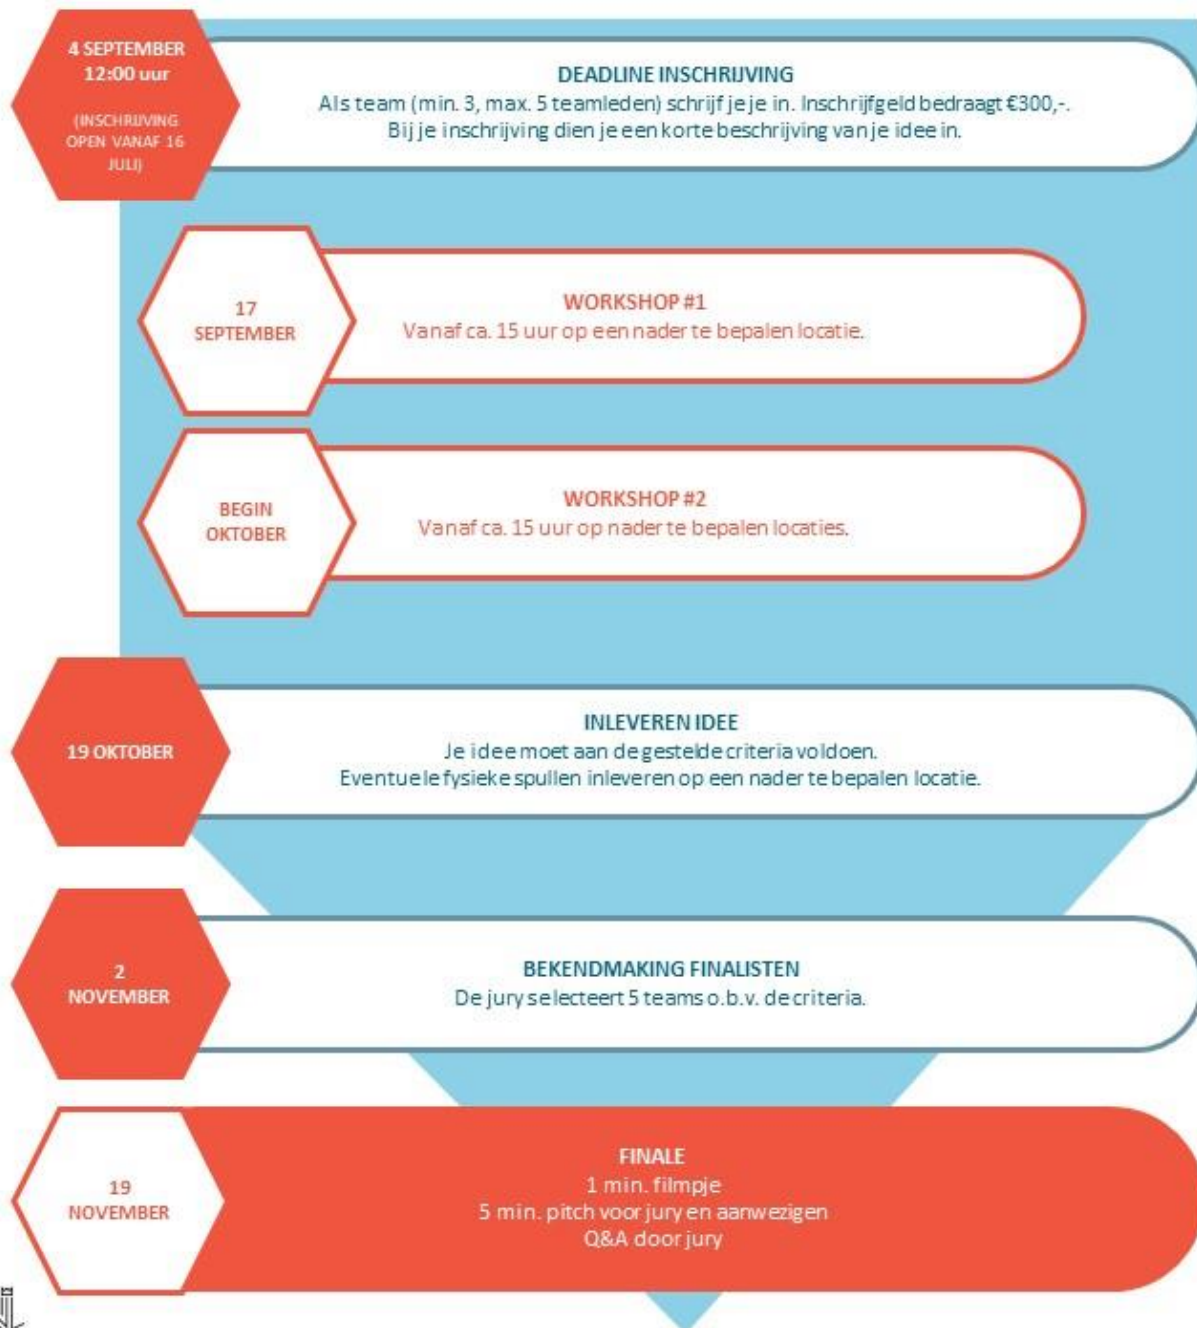 4 SEPTEMBER
12:00 uur
(INSCHRIJVING
OPEN VANAF 16
JULI)
DEADLINE INSCHRIJVING
Als team (min. 3, max. 5 teamleden) schrijf je je in. Inschrijfgeld bedraagt €300,-.
Bij je inschrijving dien je een korte beschrijving van je idee in.
17
SEPTEMBER
WORKSHOP #1
Vanaf ca. 15 uur op een nader te bepalen locatie.
BEGIN
OKTOBER
WORKSHOP #2
Vanaf ca. 15 uur op nader te bepalen locaties.
19 OKTOBER
INLEVEREN IDEE
Je idee moet aan de gestelde criteria voldoen.
Eventuele fysieke spullen inleveren op een nader te bepalen locatie.
2
NOVEMBER
BEKENDMAKING FINALISTEN
De jury selecteert 5 teams o.b.v. de criteria.
19
NOVEMBER
FINALE
1 min. filmpje
5 min. pitch voor jury en aanwezigen
Q&A door jury